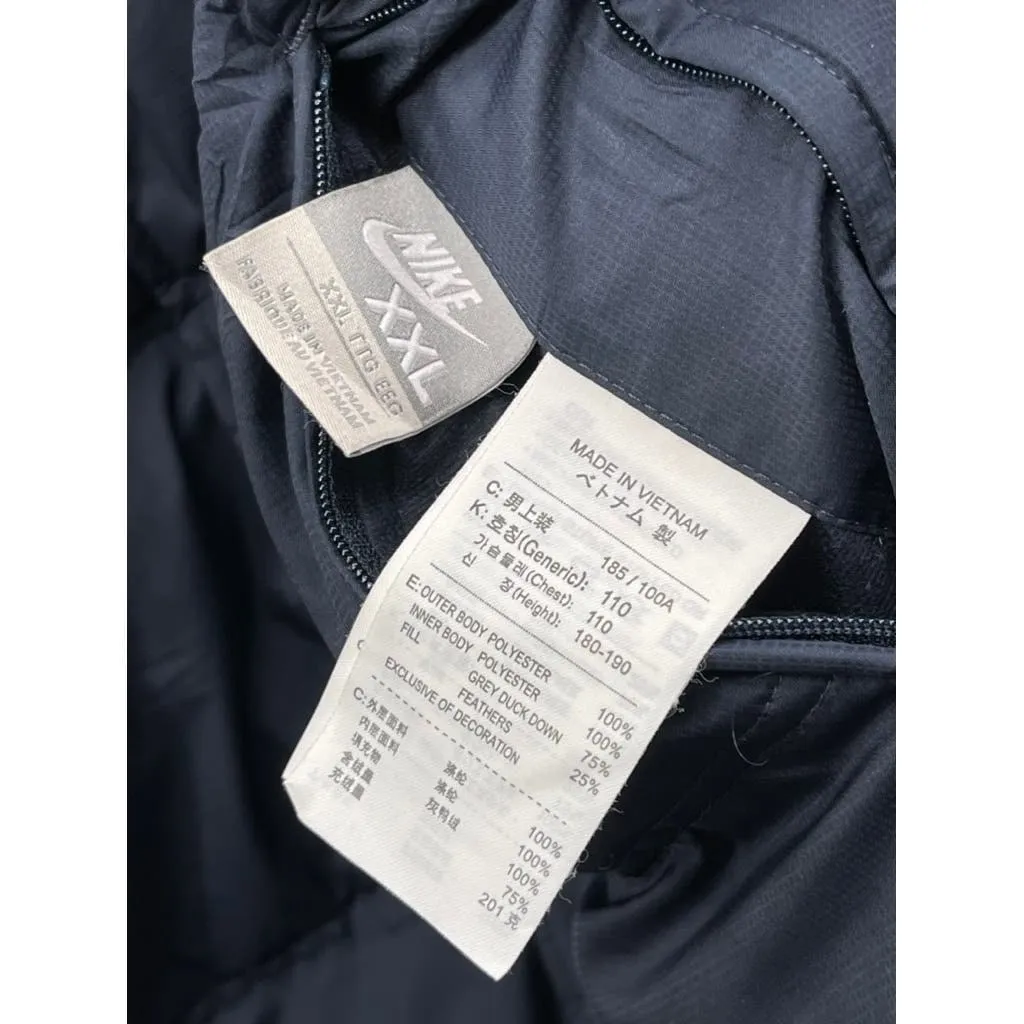 NIKE
XXL
XXL TTG EEG
MADE IN VIETNAM
FABRIQUE AU VIETNAM
MADE IN VIETNAM
ベトナム 製
C: 男上装 185 / 100A
K: 호칭(Generic): 110
가슴둘레(Chest): 110
신 장(Height): 180-190
E: OUTER BODY POLYESTER 100%
INNER BODY POLYESTER 100%
FILL GREY DUCK DOWN 75%
FEATHERS 25%
EXCLUSIVE OF DECORATION
C: 外层面料 涤纶 100%
内层面料 涤纶 100%
填充物 灰鸭绒 100%
含绒量 75%
充绒量 201 克